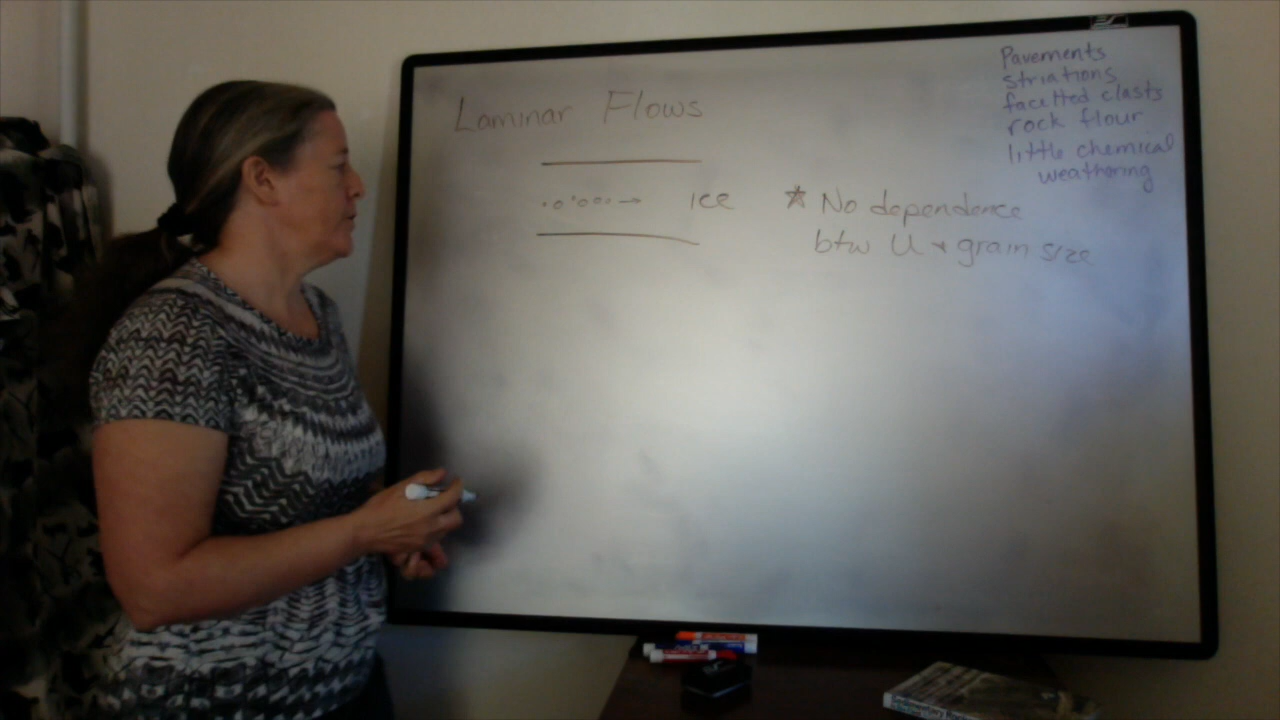 Laminar Flows
ICE
* No dependence
btw U + grain size
Pavements
striations
facetted clasts
rock flour
little chemical
weathering